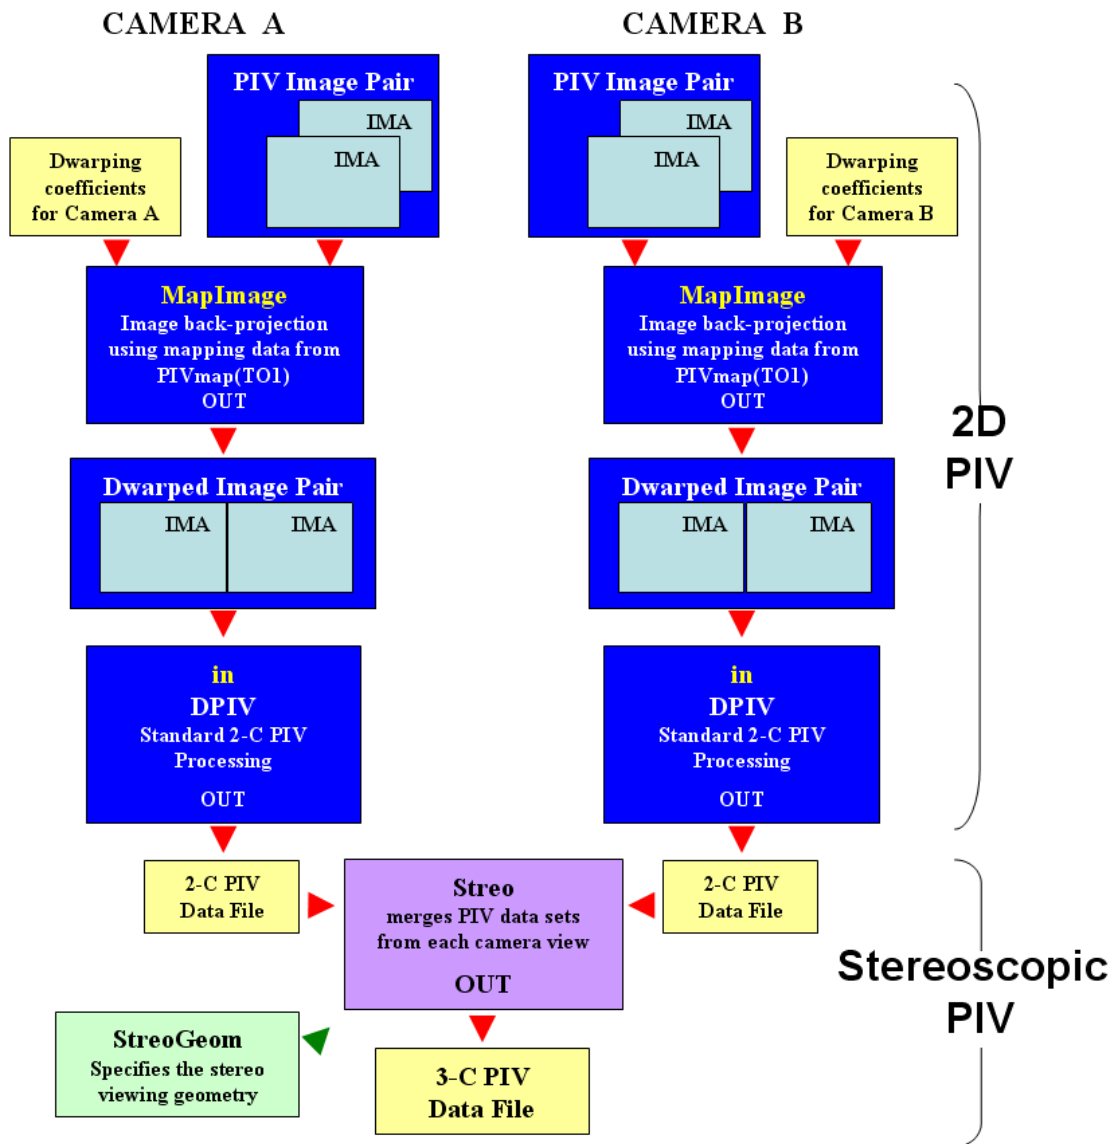 CAMERA A
CAMERA B
PIV Image Pair
IMA
IMA
Dwarping
coefficients
for Camera A
PIV Image Pair
IMA
IMA
Dwarping
coefficients
for Camera B
MapImage
Image back-projection
using mapping data from
PIVmap(TO1)
OUT
MapImage
Image back-projection
using mapping data from
PIVmap(TO1)
OUT
2D
PIV
Dwarped Image Pair
IMA
IMA
Dwarped Image Pair
IMA
IMA
in
DPIV
Standard 2-C PIV
Processing
OUT
in
DPIV
Standard 2-C PIV
Processing
OUT
2-C PIV
Data File
Streo
merges PIV data sets
from each camera view
OUT
2-C PIV
Data File
Stereoscopic
PIV
StreoGeom
Specifies the stereo
viewing geometry
3-C PIV
Data File